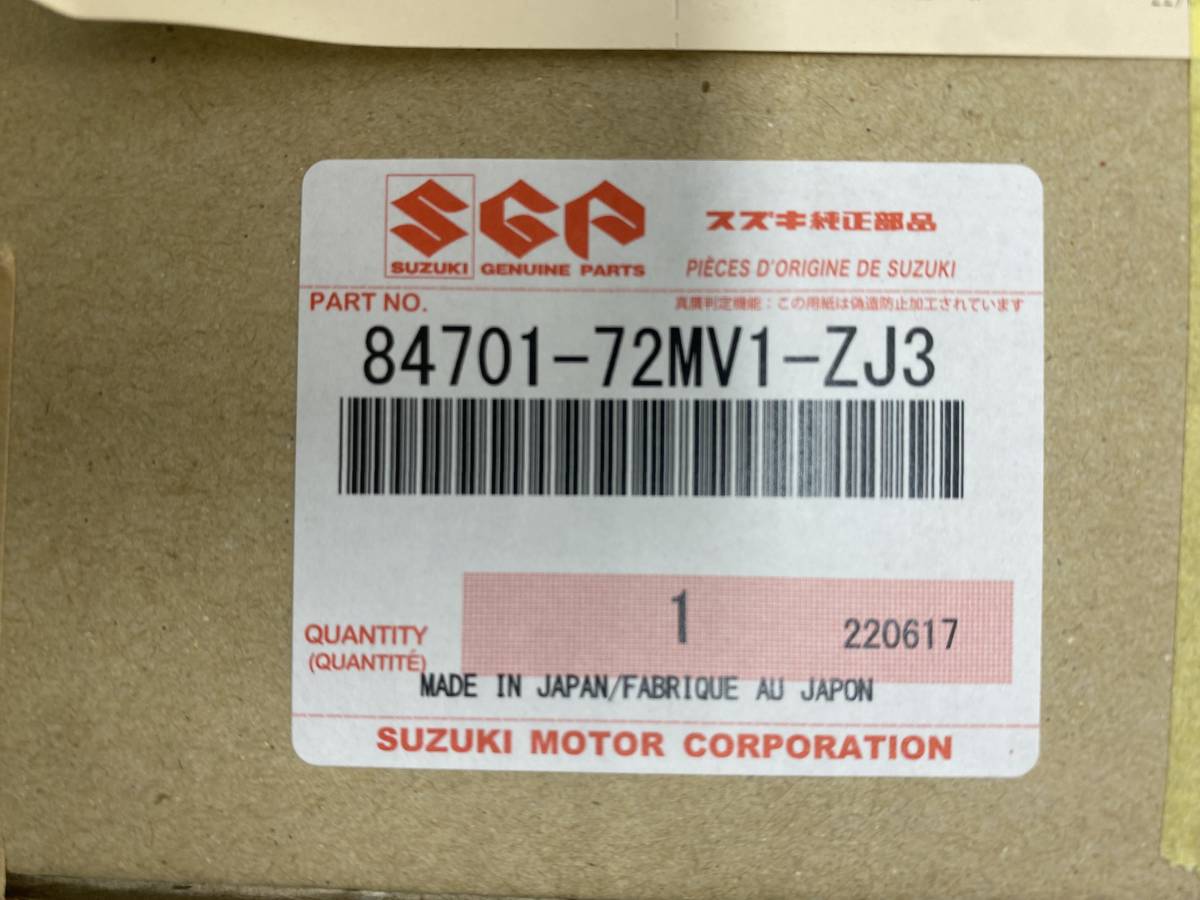 SGP
SUZUKI GENUINE PARTS
スズキ純正部品
PIÈCES D'ORIGINE DE SUZUKI
PART NO.
真贋判定機能：この用紙は偽造防止加工されています
84701-72MV1-ZJ3
1
220617
QUANTITY
(QUANTITÉ)
MADE IN JAPAN/FABRIQUE AU JAPON
SUZUKI MOTOR CORPORATION